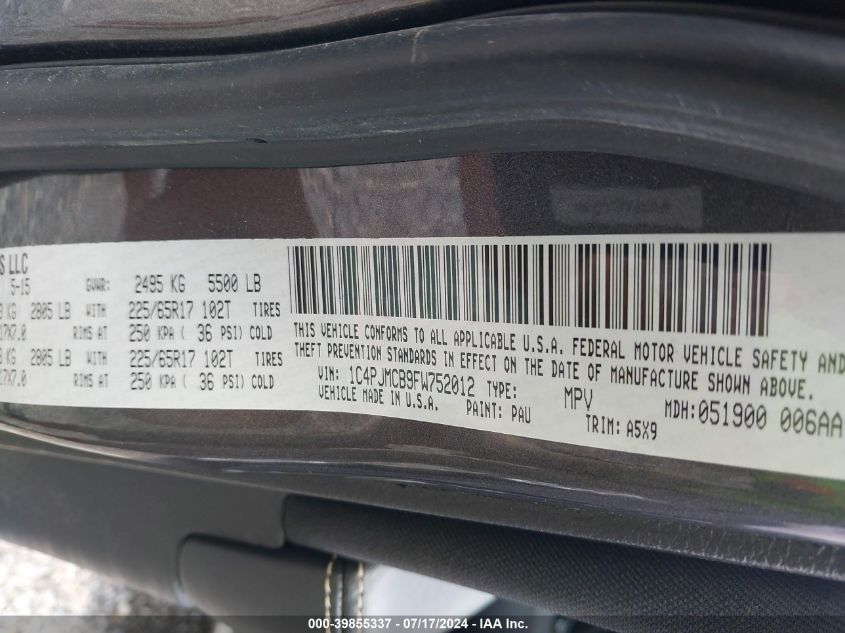 S LLC
5-15
GVWR: 2495 KG 5500 LB
KG 2805 LB WITH 225/65R17 102T TIRES
17X7.0 RIMS AT 250 KPA ( 36 PSI) COLD
KG 2805 LB WITH 225/65R17 102T TIRES
17X7.0 RIMS AT 250 KPA ( 36 PSI) COLD
THIS VEHICLE CONFORMS TO ALL APPLICABLE U.S.A. FEDERAL MOTOR VEHICLE SAFETY AND
THEFT PREVENTION STANDARDS IN EFFECT ON THE DATE OF MANUFACTURE SHOWN ABOVE.
VIN: 1C4PJMCB9FW752012 TYPE: MPV MDH:051900 006AA
VEHICLE MADE IN U.S.A. PAINT: PAU TRIM: A5X9
000-39855337 - 07/17/2024 - IAA Inc.